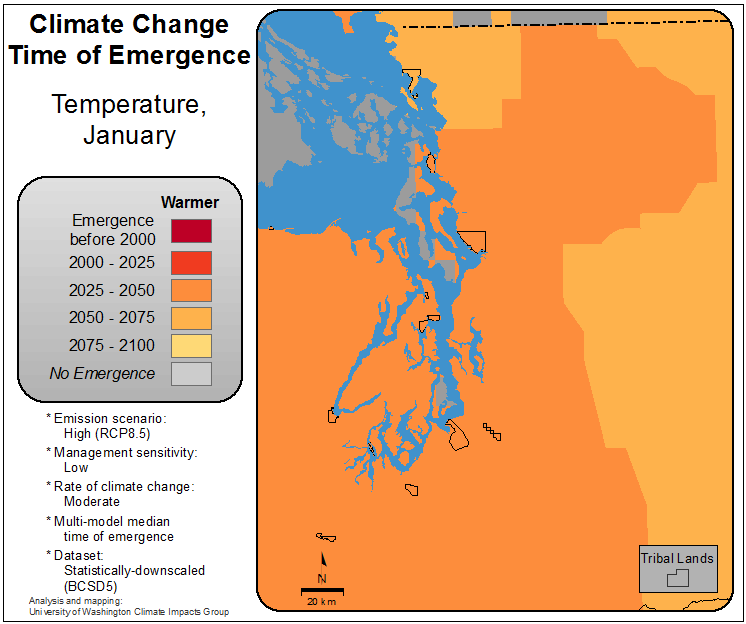 Climate Change
Time of Emergence
Temperature,
January
Warmer
Emergence
before 2000
2000 - 2025
2025 - 2050
2050 - 2075
2075 - 2100
No Emergence
* Emission scenario:
High (RCP8.5)
* Management sensitivity:
Low
* Rate of climate change:
Moderate
* Multi-model median
time of emergence
* Dataset:
Statistically-downscaled
(BCSD5)
Analysis and mapping:
University of Washington Climate Impacts Group
N
20 km
Tribal Lands